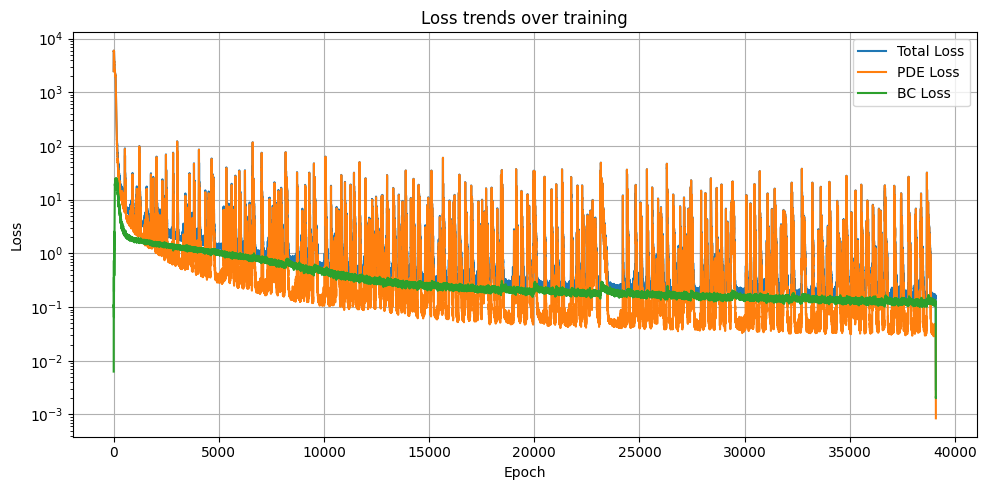 Loss trends over training
Loss
10⁴
10³
10²
10¹
10⁰
10⁻¹
10⁻²
10⁻³
Total Loss
PDE Loss
BC Loss
0 5000 10000 15000 20000 25000 30000 35000 40000
Epoch